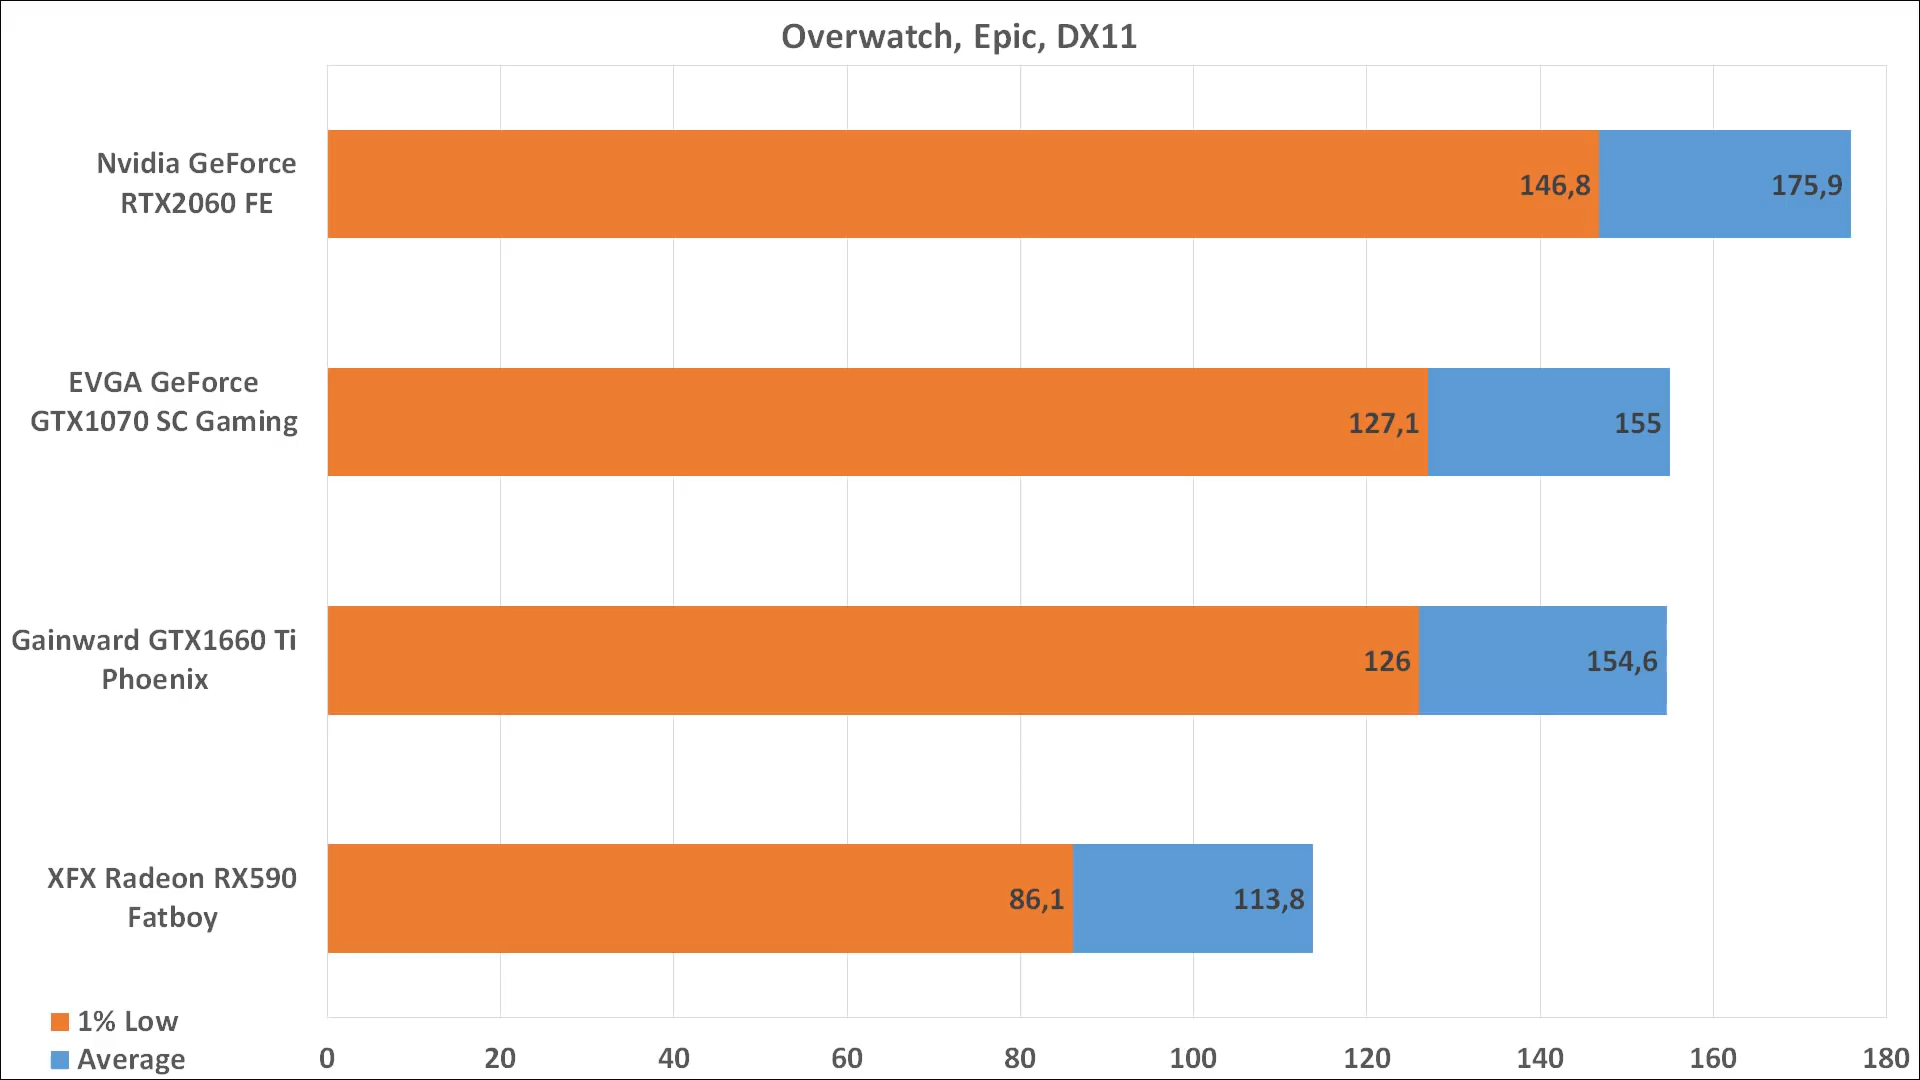 Overwatch, Epic, DX11
Nvidia GeForce
RTX2060 FE
146,8
175,9
EVGA GeForce
GTX1070 SC Gaming
127,1
155
Gainward GTX1660 Ti
Phoenix
126
154,6
XFX Radeon RX590
Fatboy
86,1
113,8
1% Low
Average
0 20 40 60 80 100 120 140 160 180